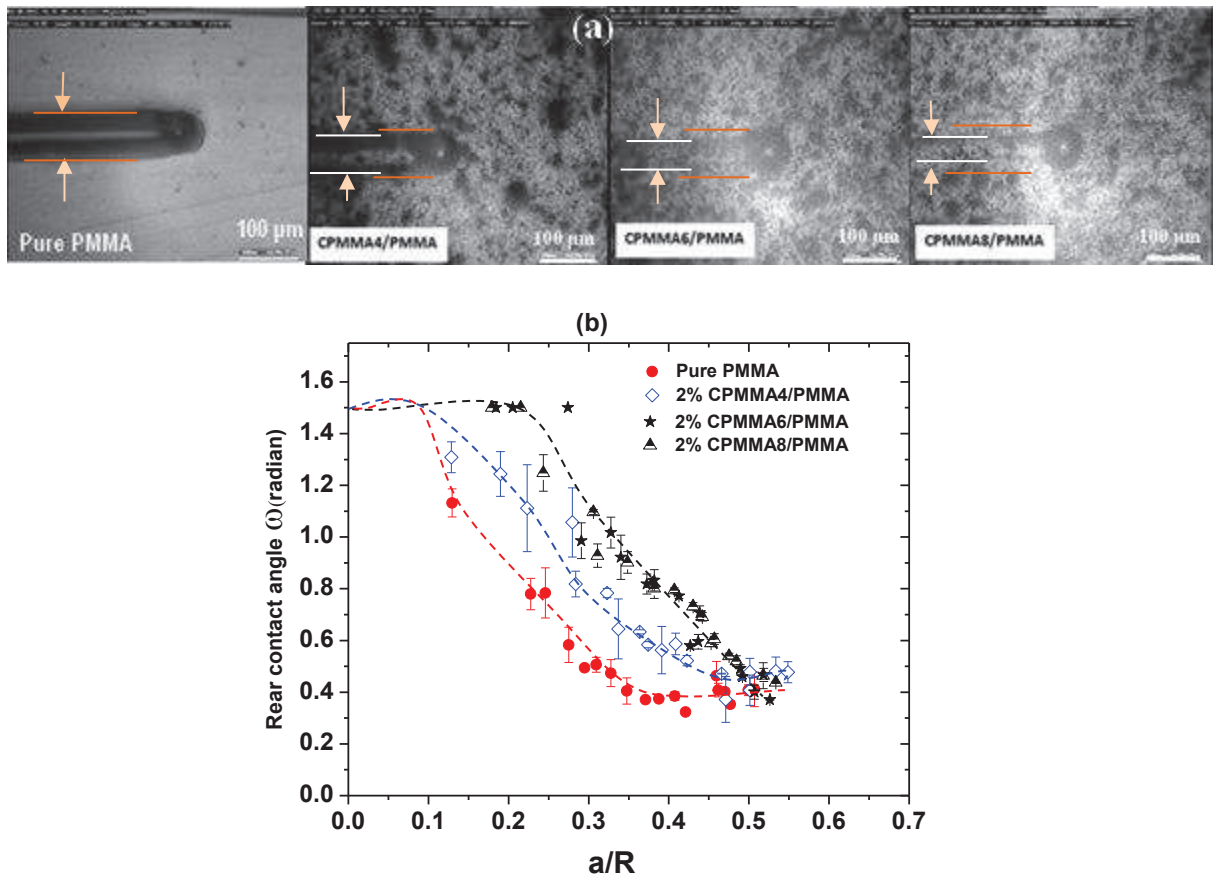 (a)
Pure PMMA
100 µm
CPMMA4/PMMA
100 µm
CPMMA6/PMMA
100 µm
CPMMA8/PMMA
100 µm
(b)
Pure PMMA
2% CPMMA4/PMMA
2% CPMMA6/PMMA
2% CPMMA8/PMMA
Rear contact angle ω(radian)
1.6
1.4
1.2
1.0
0.8
0.6
0.4
0.2
0.0
0.0 0.1 0.2 0.3 0.4 0.5 0.6 0.7
a/R